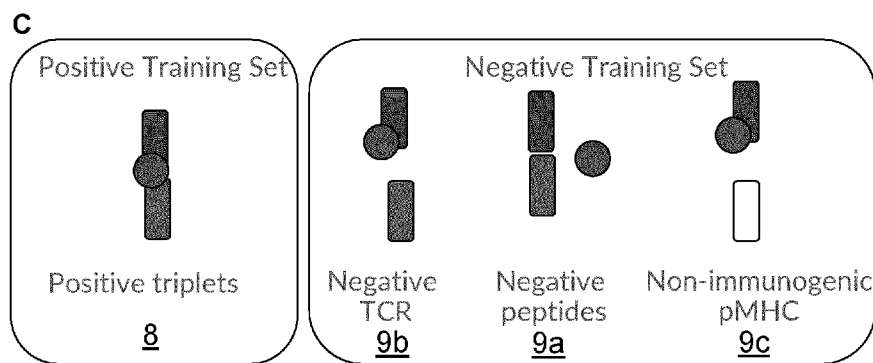 C
Positive Training Set
Negative Training Set
Positive triplets
8
Negative
TCR
9b
Negative
peptides
9a
Non-immunogenic
pMHC
9c